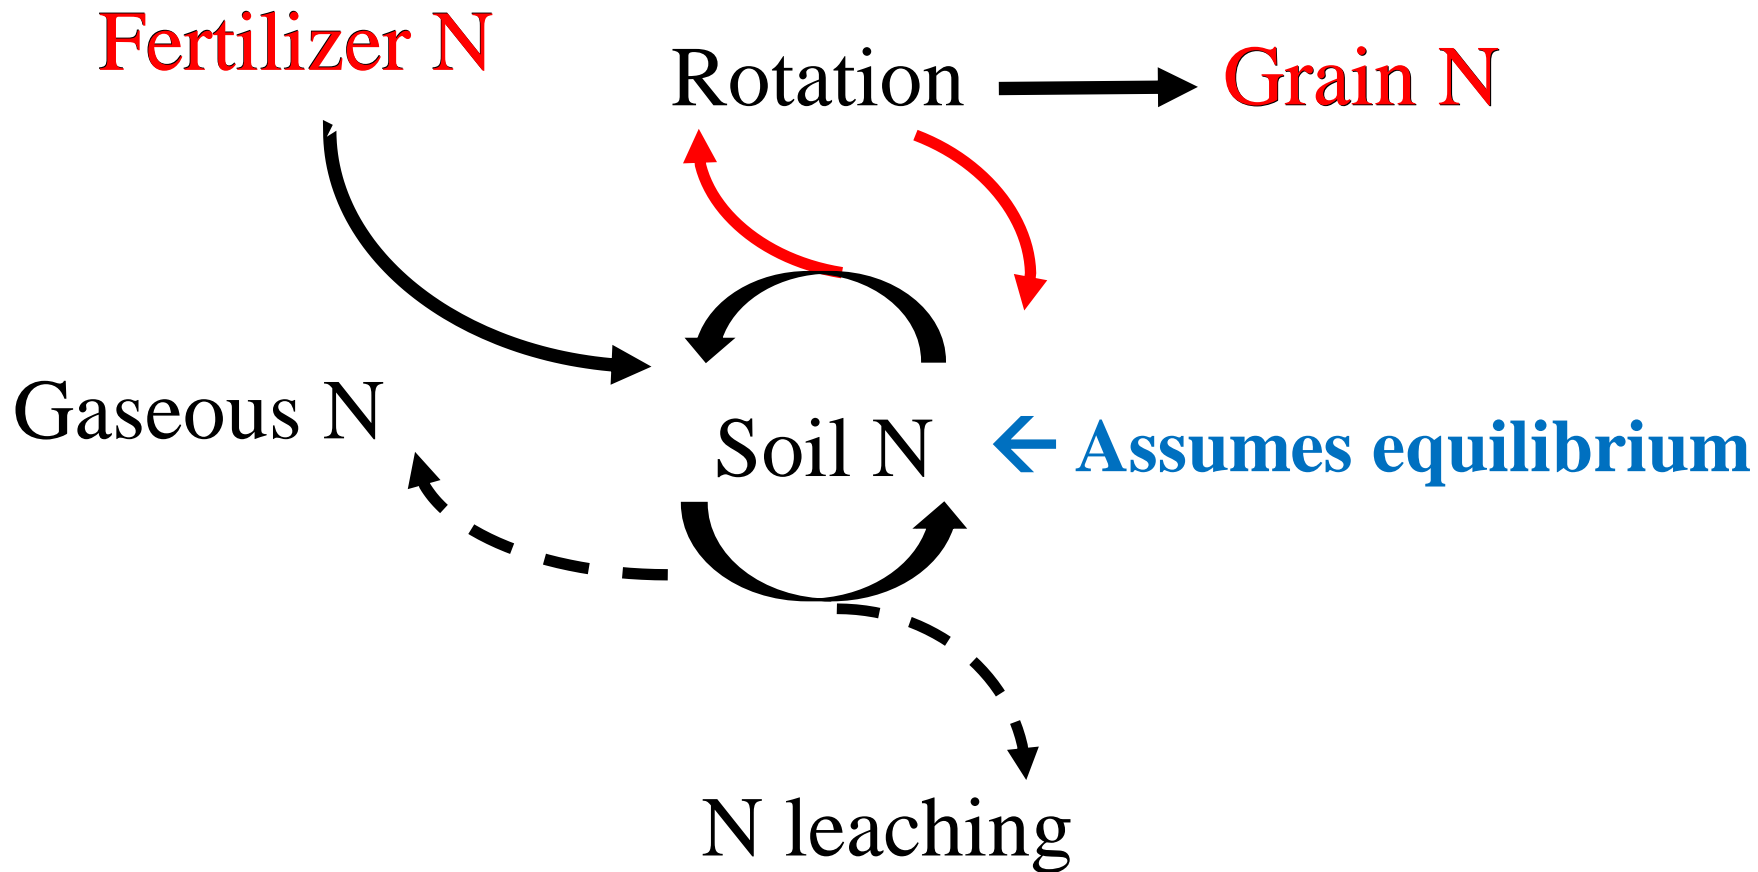 Fertilizer N
Rotation
Grain N
Gaseous N
Soil N
← Assumes equilibrium
N leaching